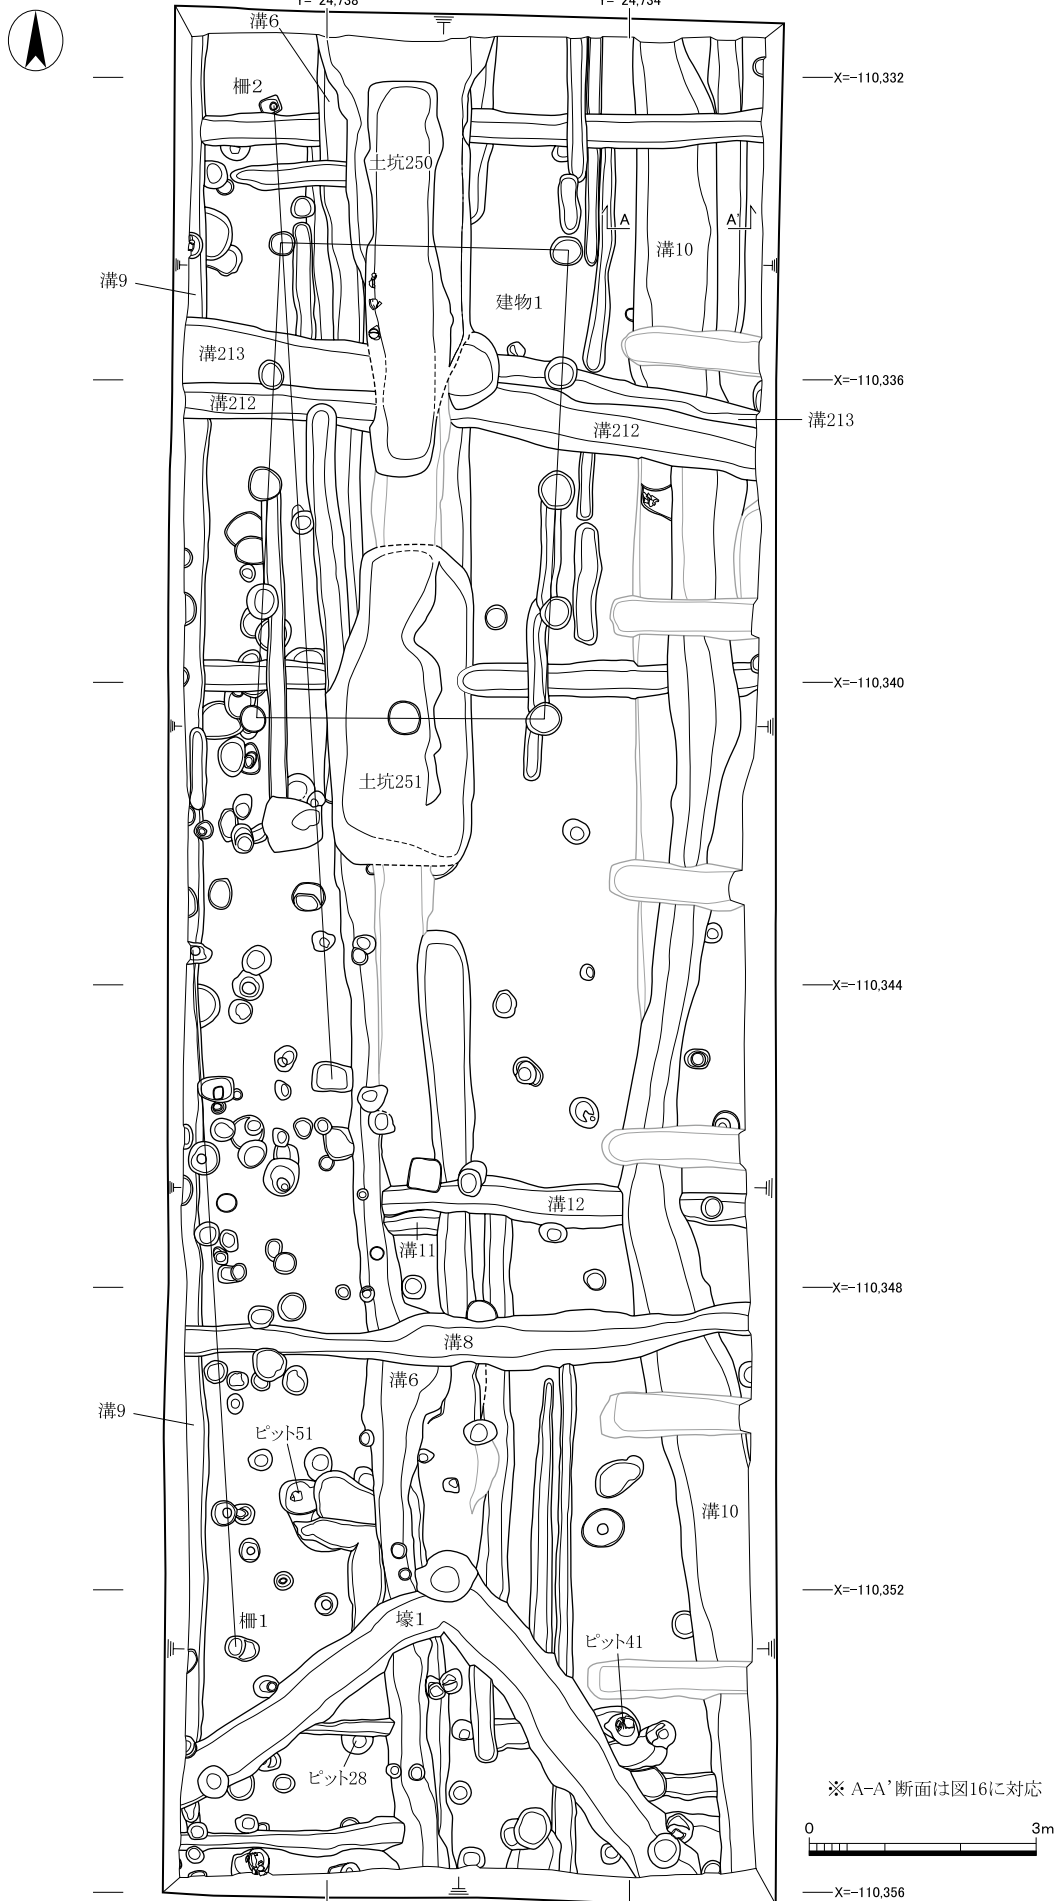 Y=-24,738
Y=-24,734
溝6
X=-110,332
柵2
土坑250
A
A'
溝10
溝9
建物1
溝213
X=-110,336
溝212
溝212
溝213
X=-110,340
土坑251
X=-110,344
溝12
溝11
X=-110,348
溝8
溝6
溝9
ピット51
溝10
X=-110,352
柵1
壕1
ピット41
ピット28
※ A-A’断面は図16に対応
0
3m
X=-110,356